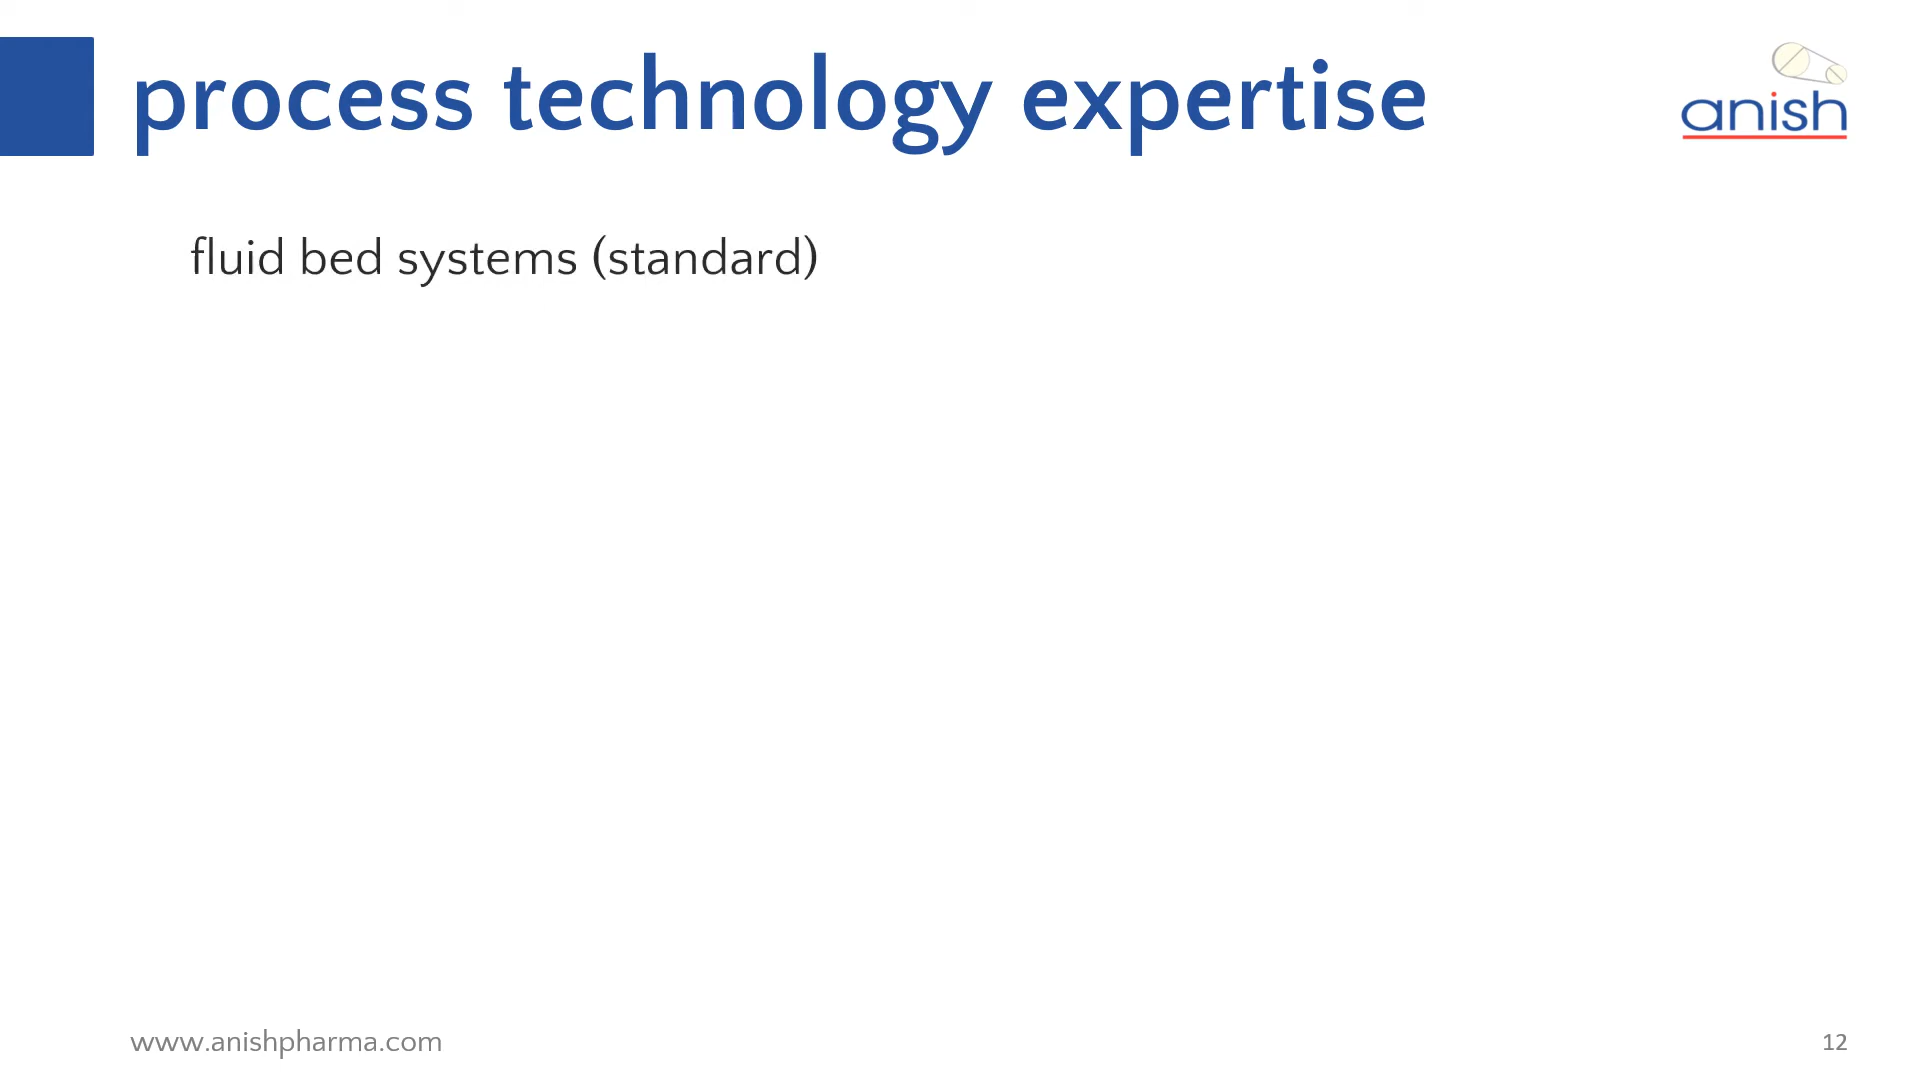 process technology expertise
anish
fluid bed systems (standard)
www.anishpharma.com
12